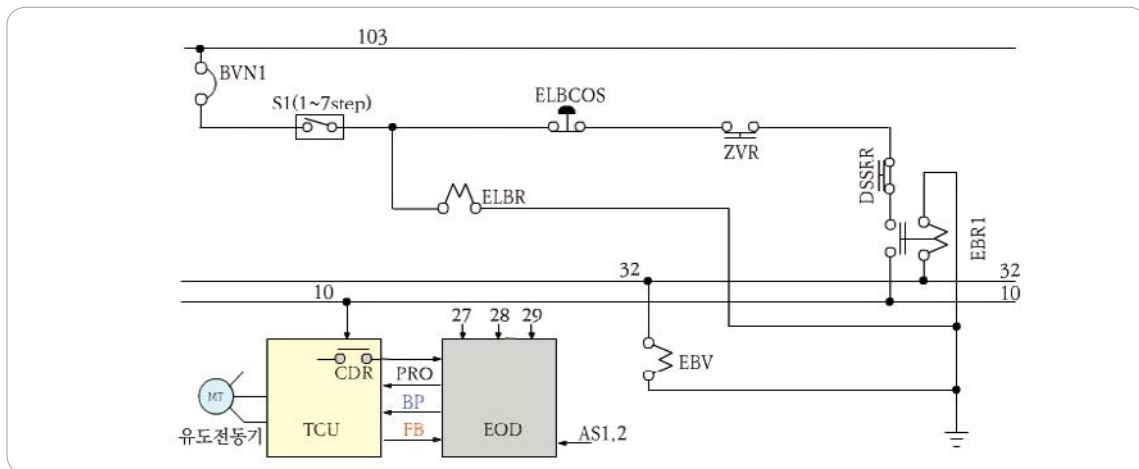 103
BVN1
S1(1~7step)
ELBCOS
ZVR
DSSRR
ELBR
EBR1
32
32
10
10
27 28 29
EBV
CDR
PRO
BP
FB
MT
유도전동기
TCU
EOD
AS1,2